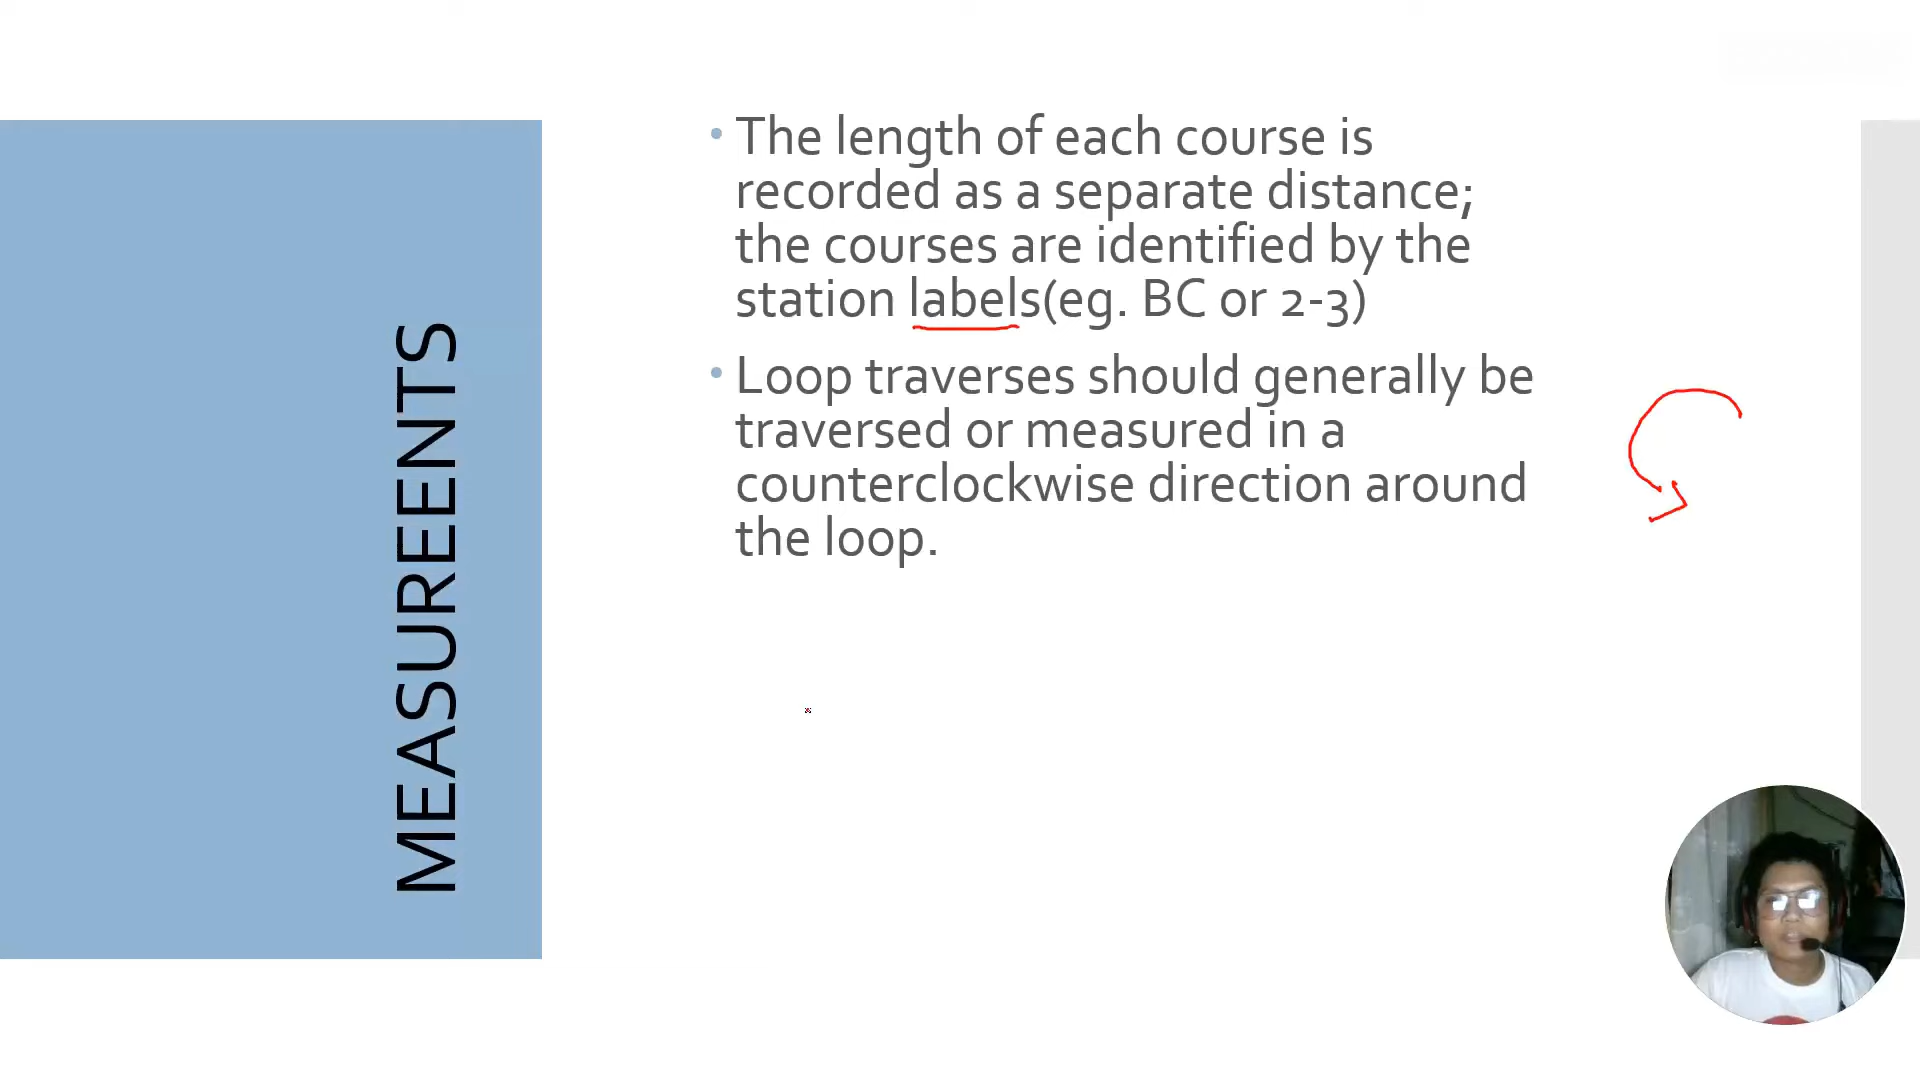 MEASUREENTS
• The length of each course is
recorded as a separate distance;
the courses are identified by the
station labels(eg. BC or 2-3)
• Loop traverses should generally be
traversed or measured in a
counterclockwise direction around
the loop.